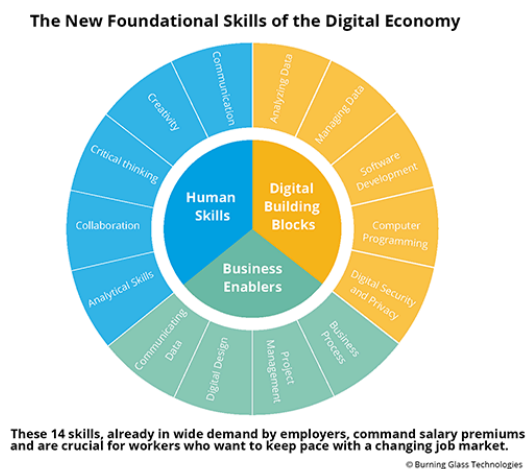 The New Foundational Skills of the Digital Economy
Communication
Creativity
Critical thinking
Collaboration
Analytical Skills
Analyzing Data
Managing Data
Software
Development
Computer
Programming
Digital Security
and Privacy
Human
Skills
Digital
Building
Blocks
Business
Enablers
Communicating
Data
Digital Design
Project
Management
Business
Process
These 14 skills, already in wide demand by employers, command salary premiums
and are crucial for workers who want to keep pace with a changing job market.
© Burning Glass Technologies